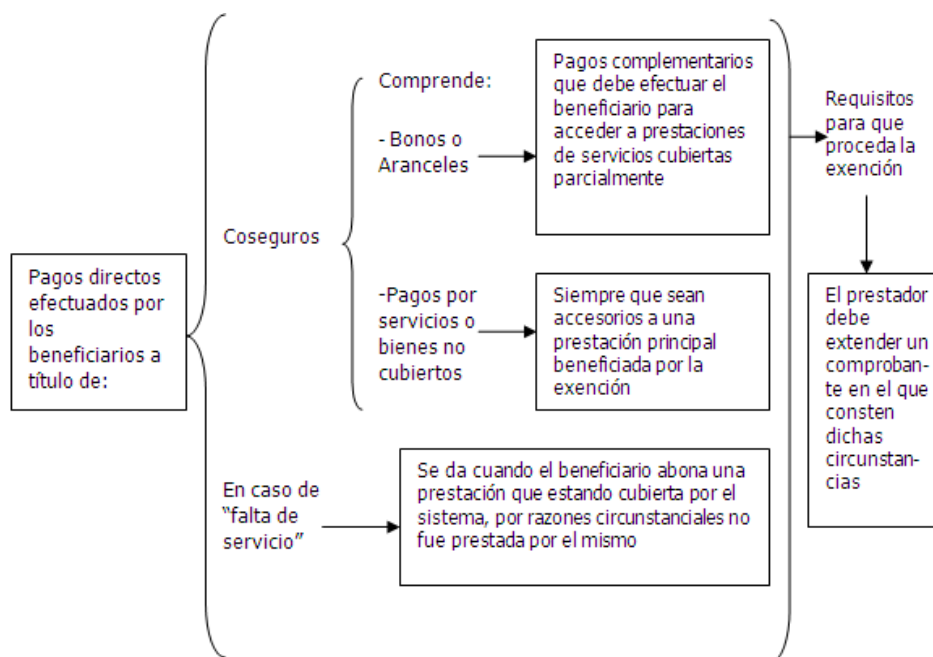 Pagos directos
efectuados por
los
beneficiarios a
título de:
Coseguros
Comprende:
- Bonos o
Aranceles
Pagos complementarios
que debe efectuar el
beneficiario para
acceder a prestaciones
de servicios cubiertas
parcialmente
-Pagos por
servicios o
bienes no
cubiertos
Siempre que sean
accesorios a una
prestación principal
beneficiada por la
exención
En caso de
“falta de
servicio”
Se da cuando el beneficiario abona una
prestación que estando cubierta por el
sistema, por razones circunstanciales no
fue prestada por el mismo
Requisitos
para que
proceda la
exención
El prestador
debe
extender un
comproban-
te en el que
consten
dichas
circunstan-
cias